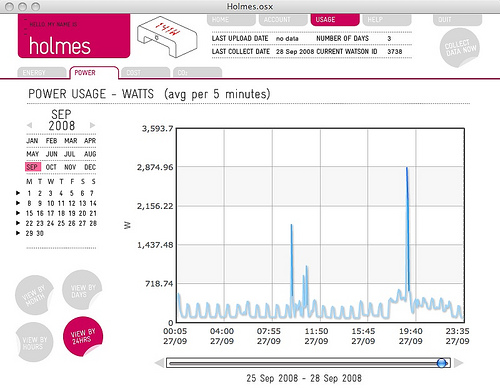 Holmes.osx
HELLO, MY NAME IS
holmes
HOME ACCOUNT USAGE HELP QUIT
LAST UPLOAD DATE no data NUMBER OF DAYS 3
LAST COLLECT DATE 28 Sep 2008 CURRENT WATSON ID 3738
COLLECT
DATA NOW
ENERGY POWER COST CO₂
POWER USAGE - WATTS (avg per 5 minutes)
SEP
2008
JAN FEB MAR APR
MAY JUN JUL AUG
SEP OCT NOV DEC
M T W T F S S
1 2 3 4 5 6 7
8 9 10 11 12 13 14
15 16 17 18 19 20 21
22 23 24 25 26 27 28
29 30
VIEW BY
MONTH
VIEW BY
DAYS
VIEW BY
HOURS
VIEW BY
24HRS
3,593.7
2,874.96
2,156.22
1,437.48
718.74
0
W
00:05 04:00 07:55 11:50 15:45 19:40 23:35
27/09 27/09 27/09 27/09 27/09 27/09 27/09
25 Sep 2008 - 28 Sep 2008